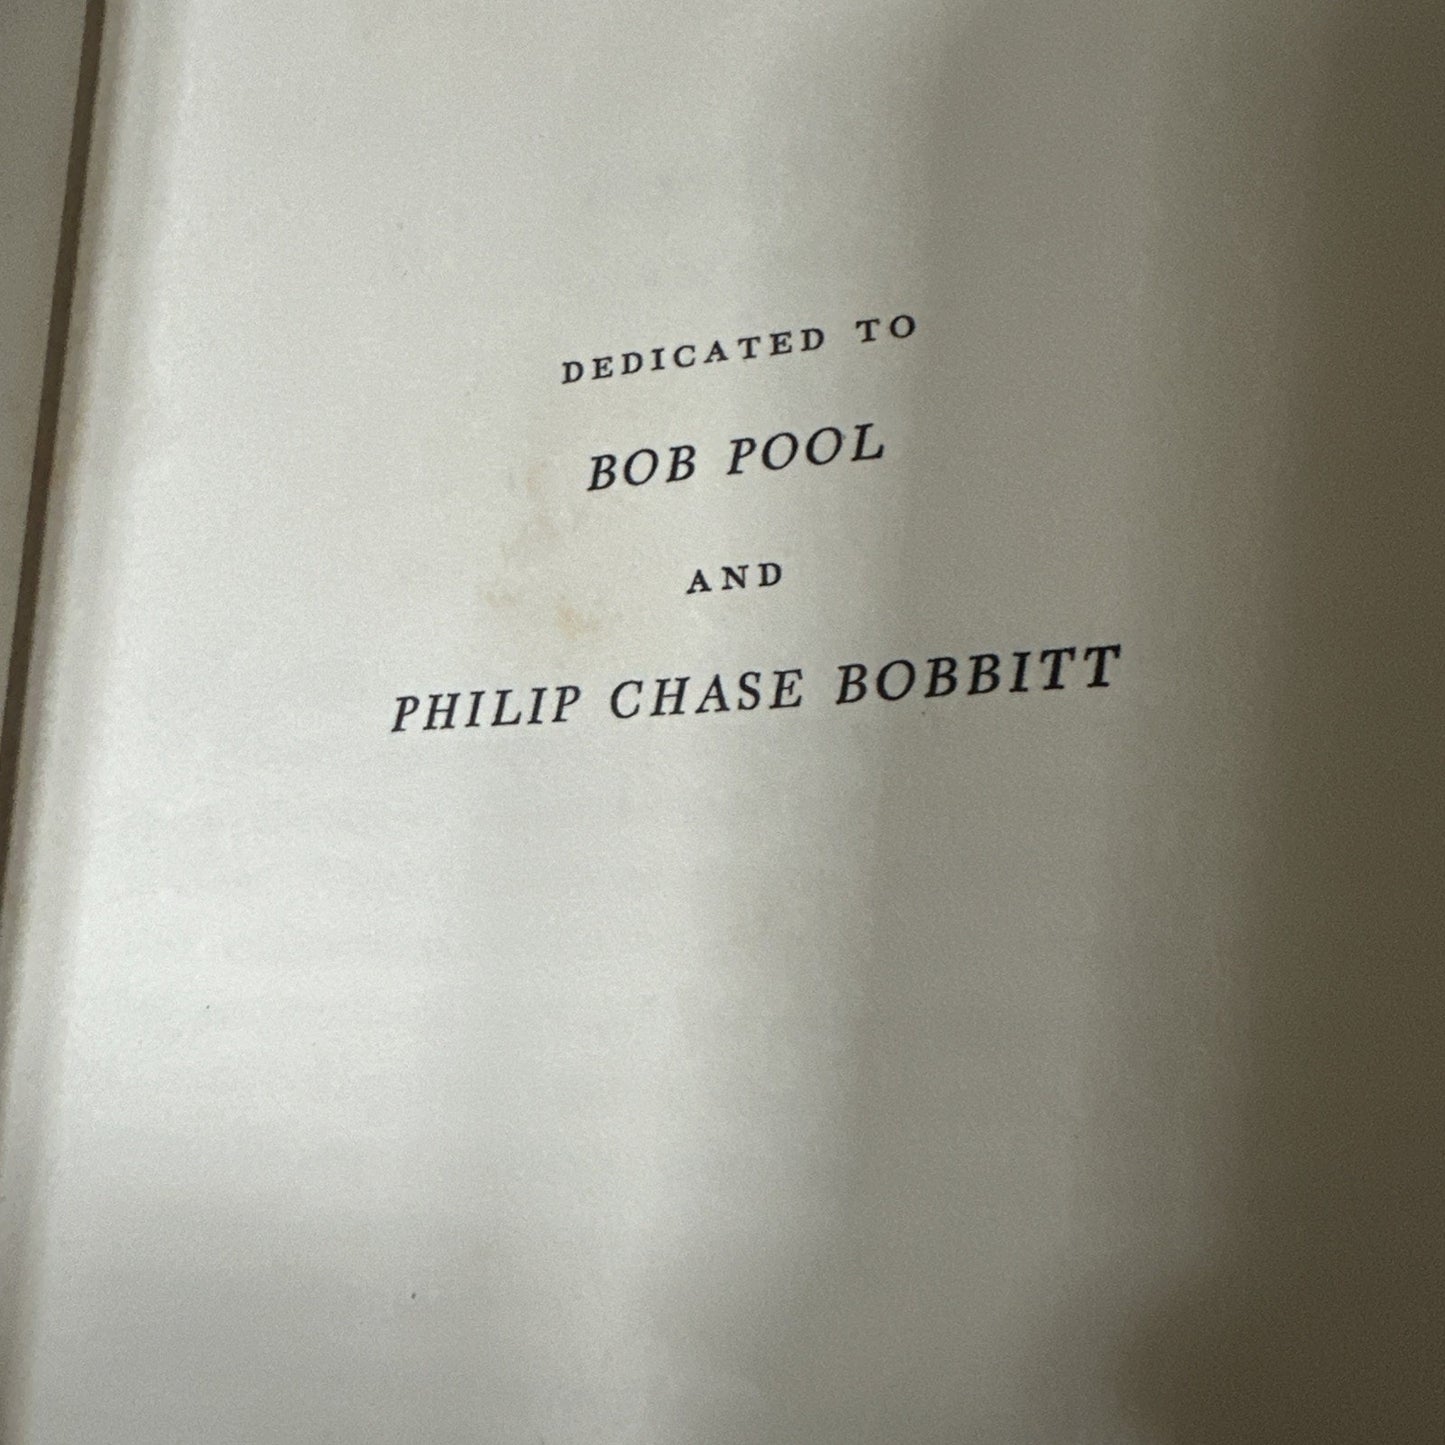 DEDICATED TO
BOB POOL
AND
PHILIP CHASE BOBBITT